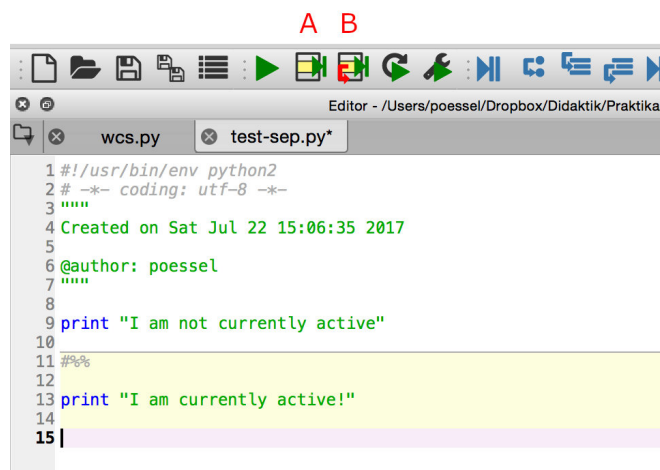 A B
Editor - /Users/poessel/Dropbox/Didaktik/Praktika
wcs.py test-sep.py*
1 #!/usr/bin/env python2
2 # -*- coding: utf-8 -*-
3 """
4 Created on Sat Jul 22 15:06:35 2017
5
6 @author: poessel
7 """
8
9 print "I am not currently active"
10
11 #%%
12
13 print "I am currently active!"
14
15